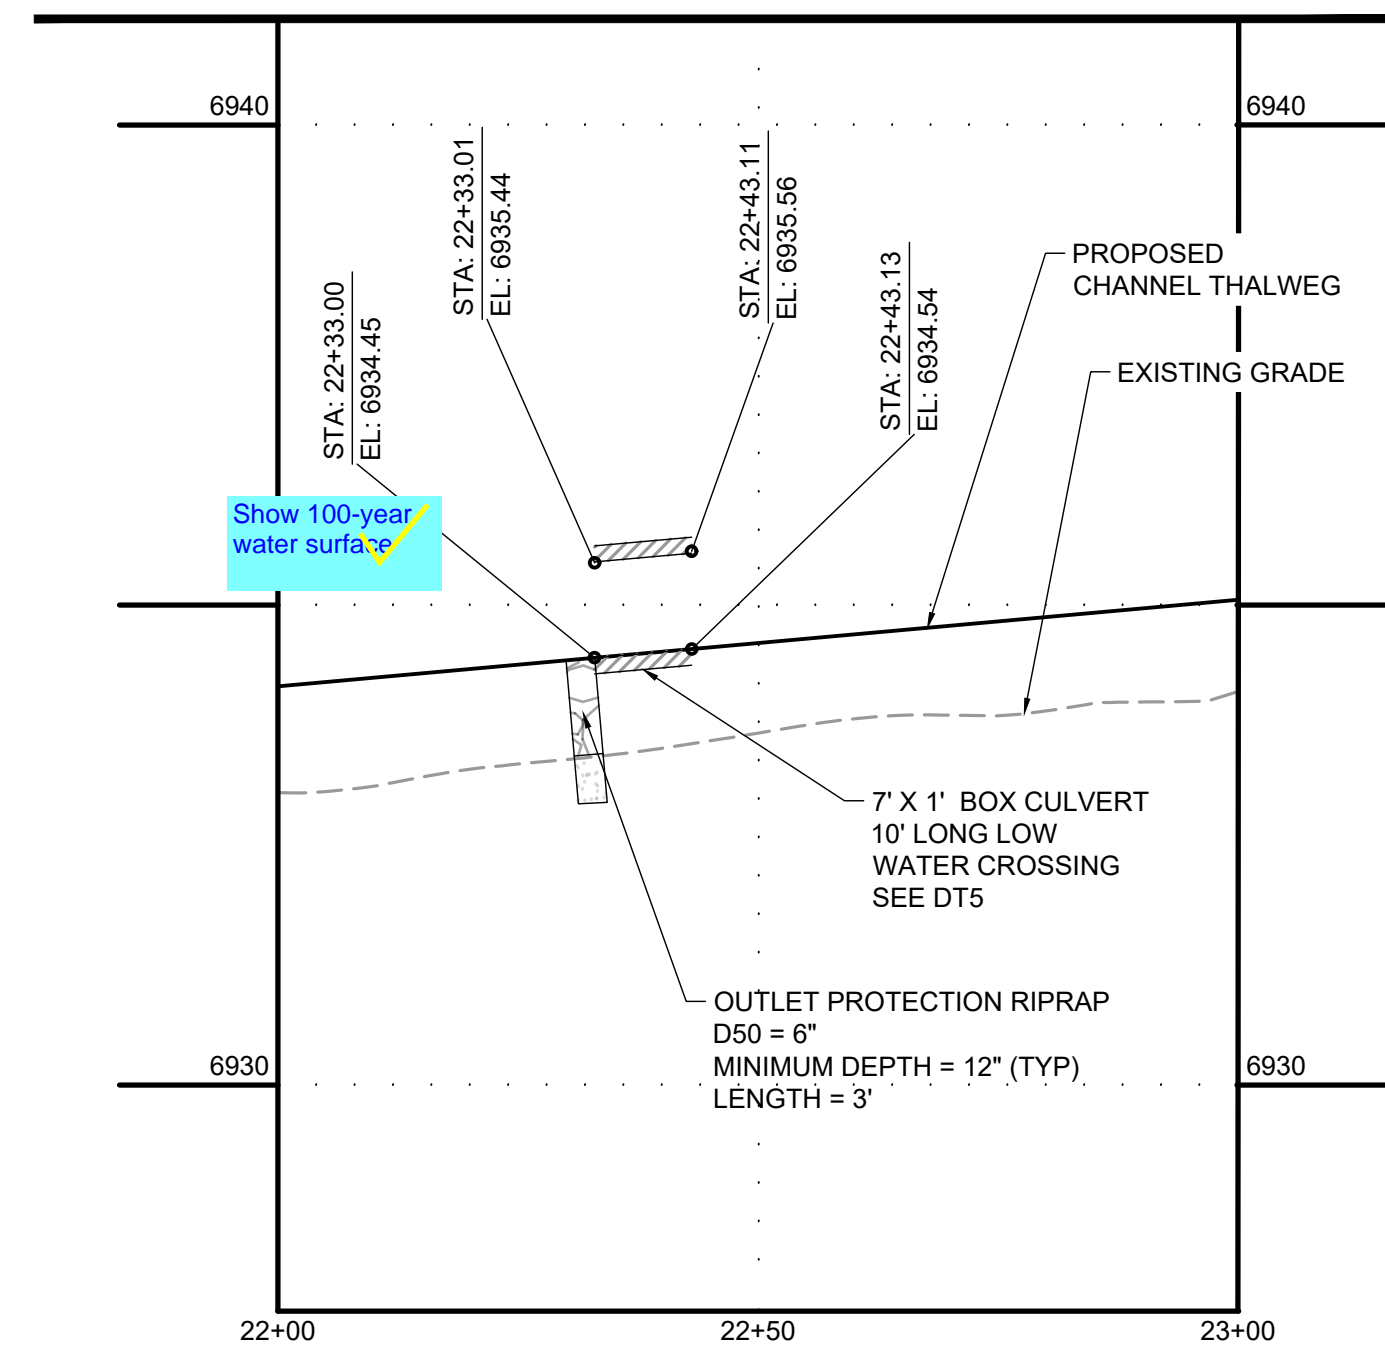 6940
6940
STA: 22+33.01
EL: 6935.44
STA: 22+43.11
EL: 6935.56
STA: 22+33.00
EL: 6934.45
STA: 22+43.13
EL: 6934.54
PROPOSED
CHANNEL THALWEG
EXISTING GRADE
Show 100-year
water surface
7' X 1'  BOX CULVERT
10' LONG LOW
WATER CROSSING
SEE DT5
OUTLET PROTECTION RIPRAP
D50 = 6"
MINIMUM DEPTH = 12" (TYP)
LENGTH = 3'
6930
6930
22+00
22+50
23+00